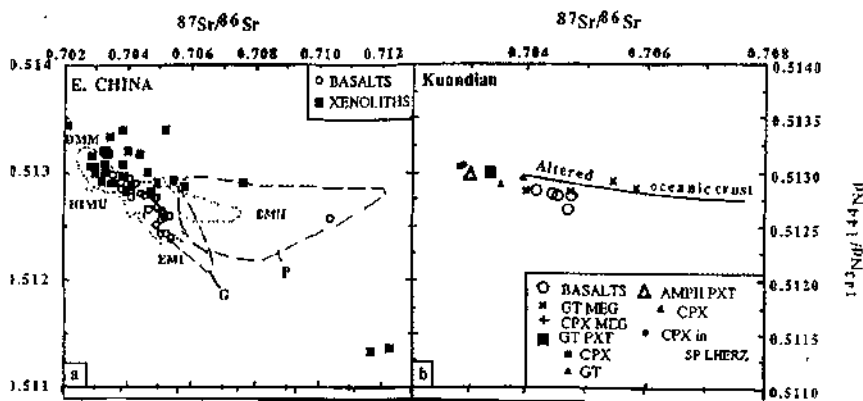 87Sr/86Sr
87Sr/86Sr
0.702 0.704 0.706 0.708 0.710 0.712
0.704 0.706 0.708
0.514
0.513
0.512
0.511
E. CHINA
BASALTS
XENOLITHS
DMM
HIMU
EMII
EMI
G
P
a
Kuandian
0.5140
0.5135
0.5130
0.5125
0.5120
0.5115
0.5110
143Nd/144Nd
Altered oceanic crust
BASALTS
GT MEG
CPX MEG
GT PXT
CPX
GT
AMPH PXT
CPX
CPX in
SP LHERZ.
b